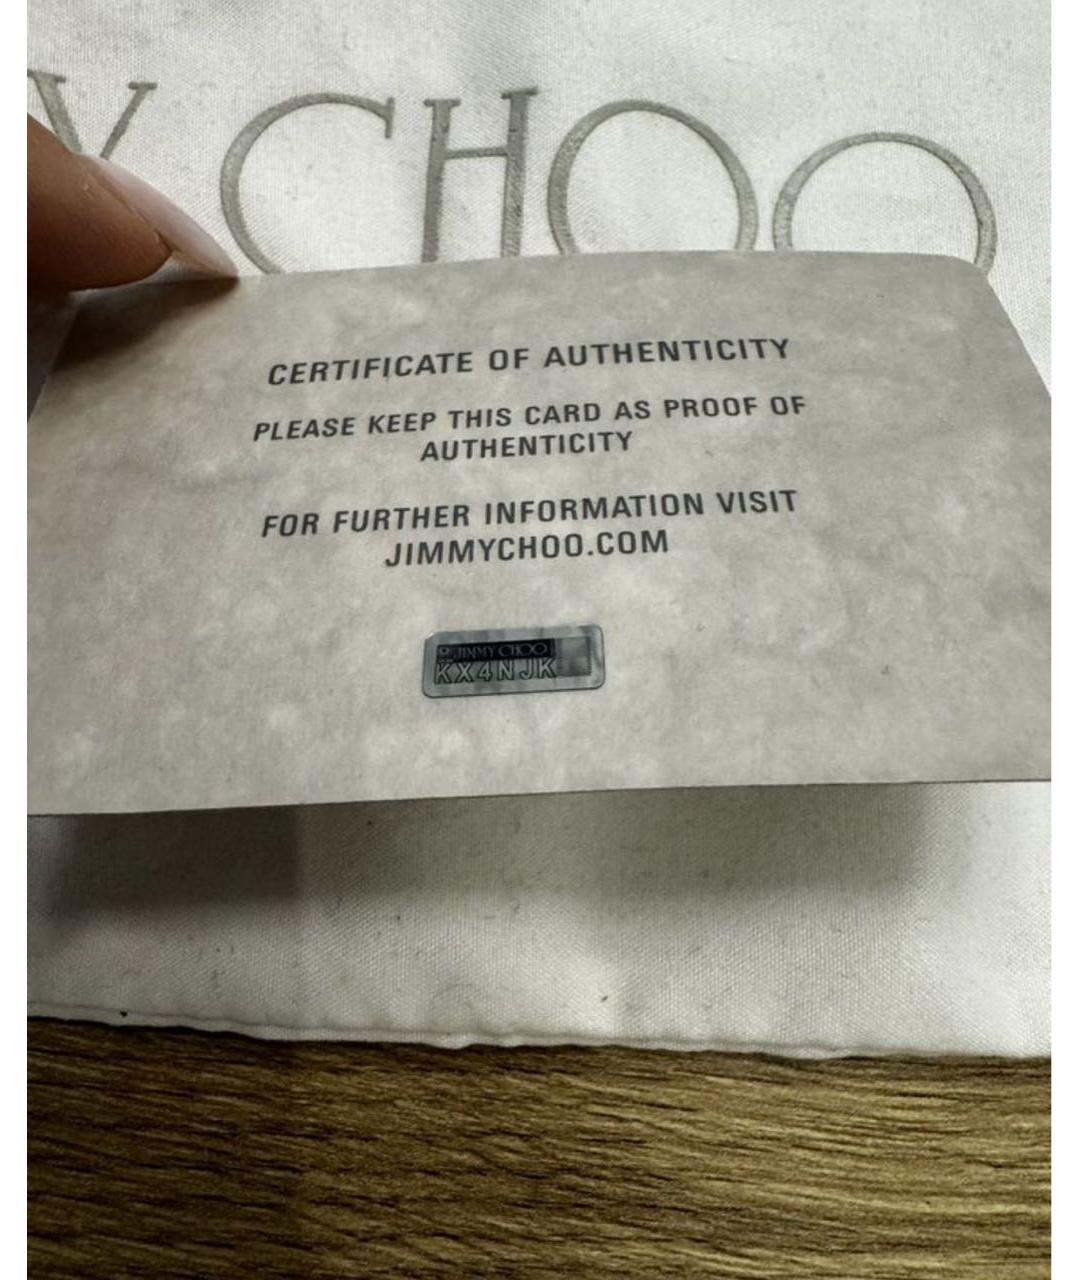 Y CHOO
CERTIFICATE OF AUTHENTICITY
PLEASE KEEP THIS CARD AS PROOF OF
AUTHENTICITY
FOR FURTHER INFORMATION VISIT
JIMMYCHOO.COM
JIMMY CHOO
KX4NJK